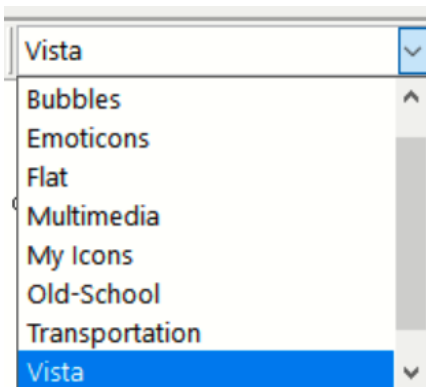 Vista
Bubbles
Emoticons
Flat
Multimedia
My Icons
Old-School
Transportation
Vista